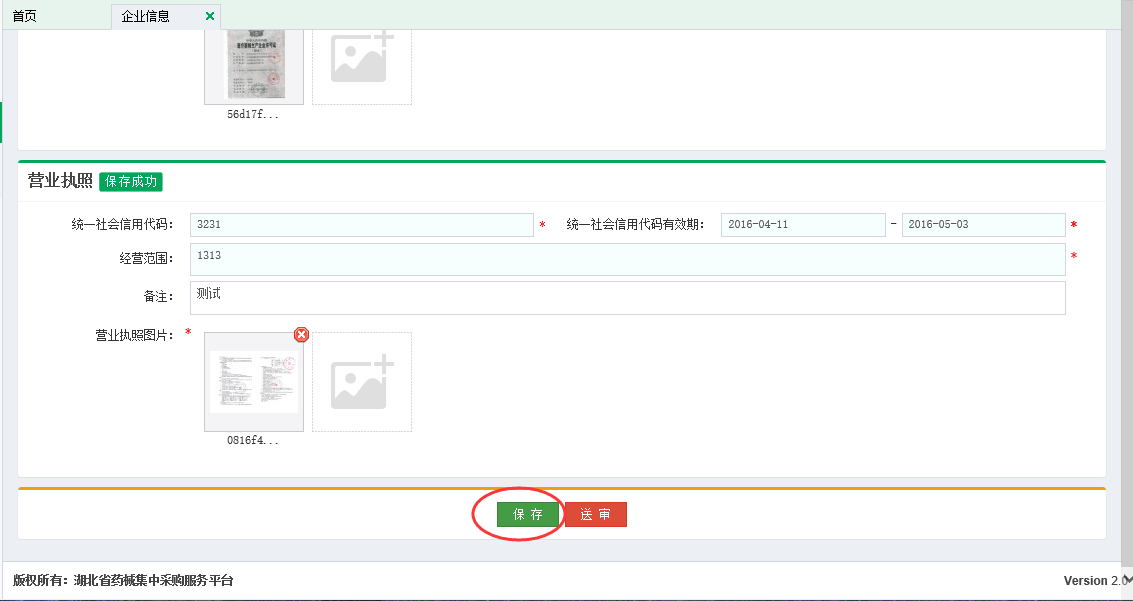 首页
企业信息
56d17f...
营业执照 保存成功
统一社会信用代码： 3231 * 统一社会信用代码有效期： 2016-04-11 - 2016-05-03 *
经营范围： 1313 *
备注： 测试
营业执照图片： *
0816f4...
保 存 送 审
版权所有：湖北省药械集中采购服务平台 Version 2.0